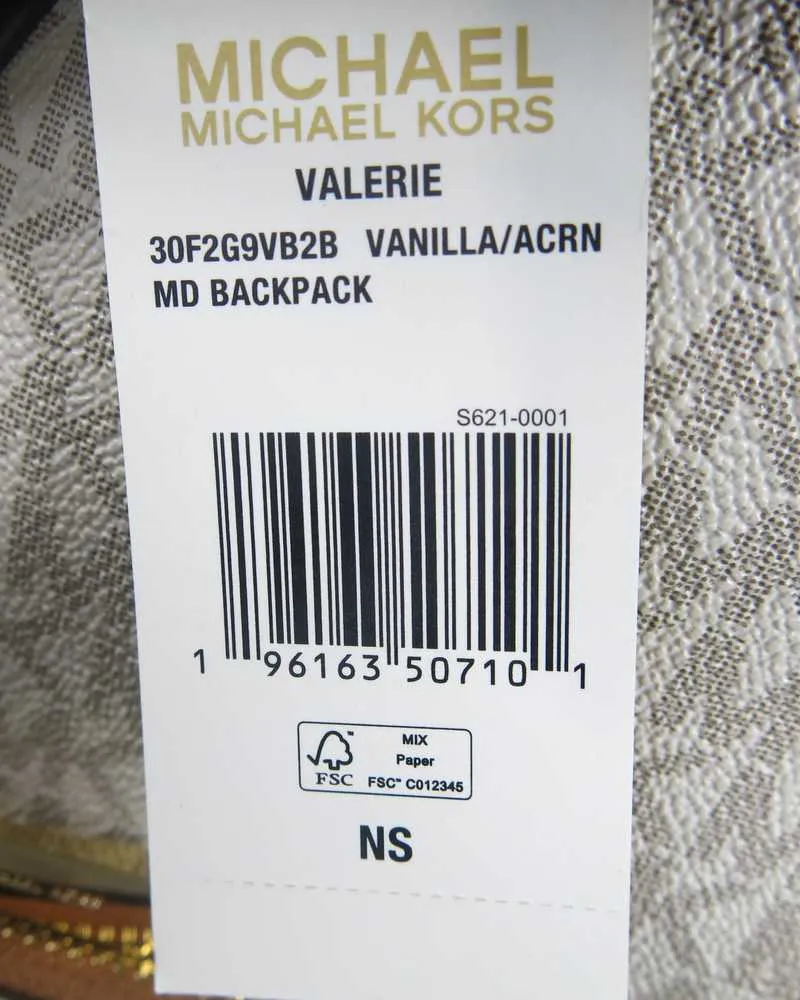 MICHAEL
MICHAEL KORS
VALERIE
30F2G9VB2B VANILLA/ACRN
MD BACKPACK
S621-0001
1 96163 50710 1
FSC
MIX
Paper
FSC™ C012345
NS